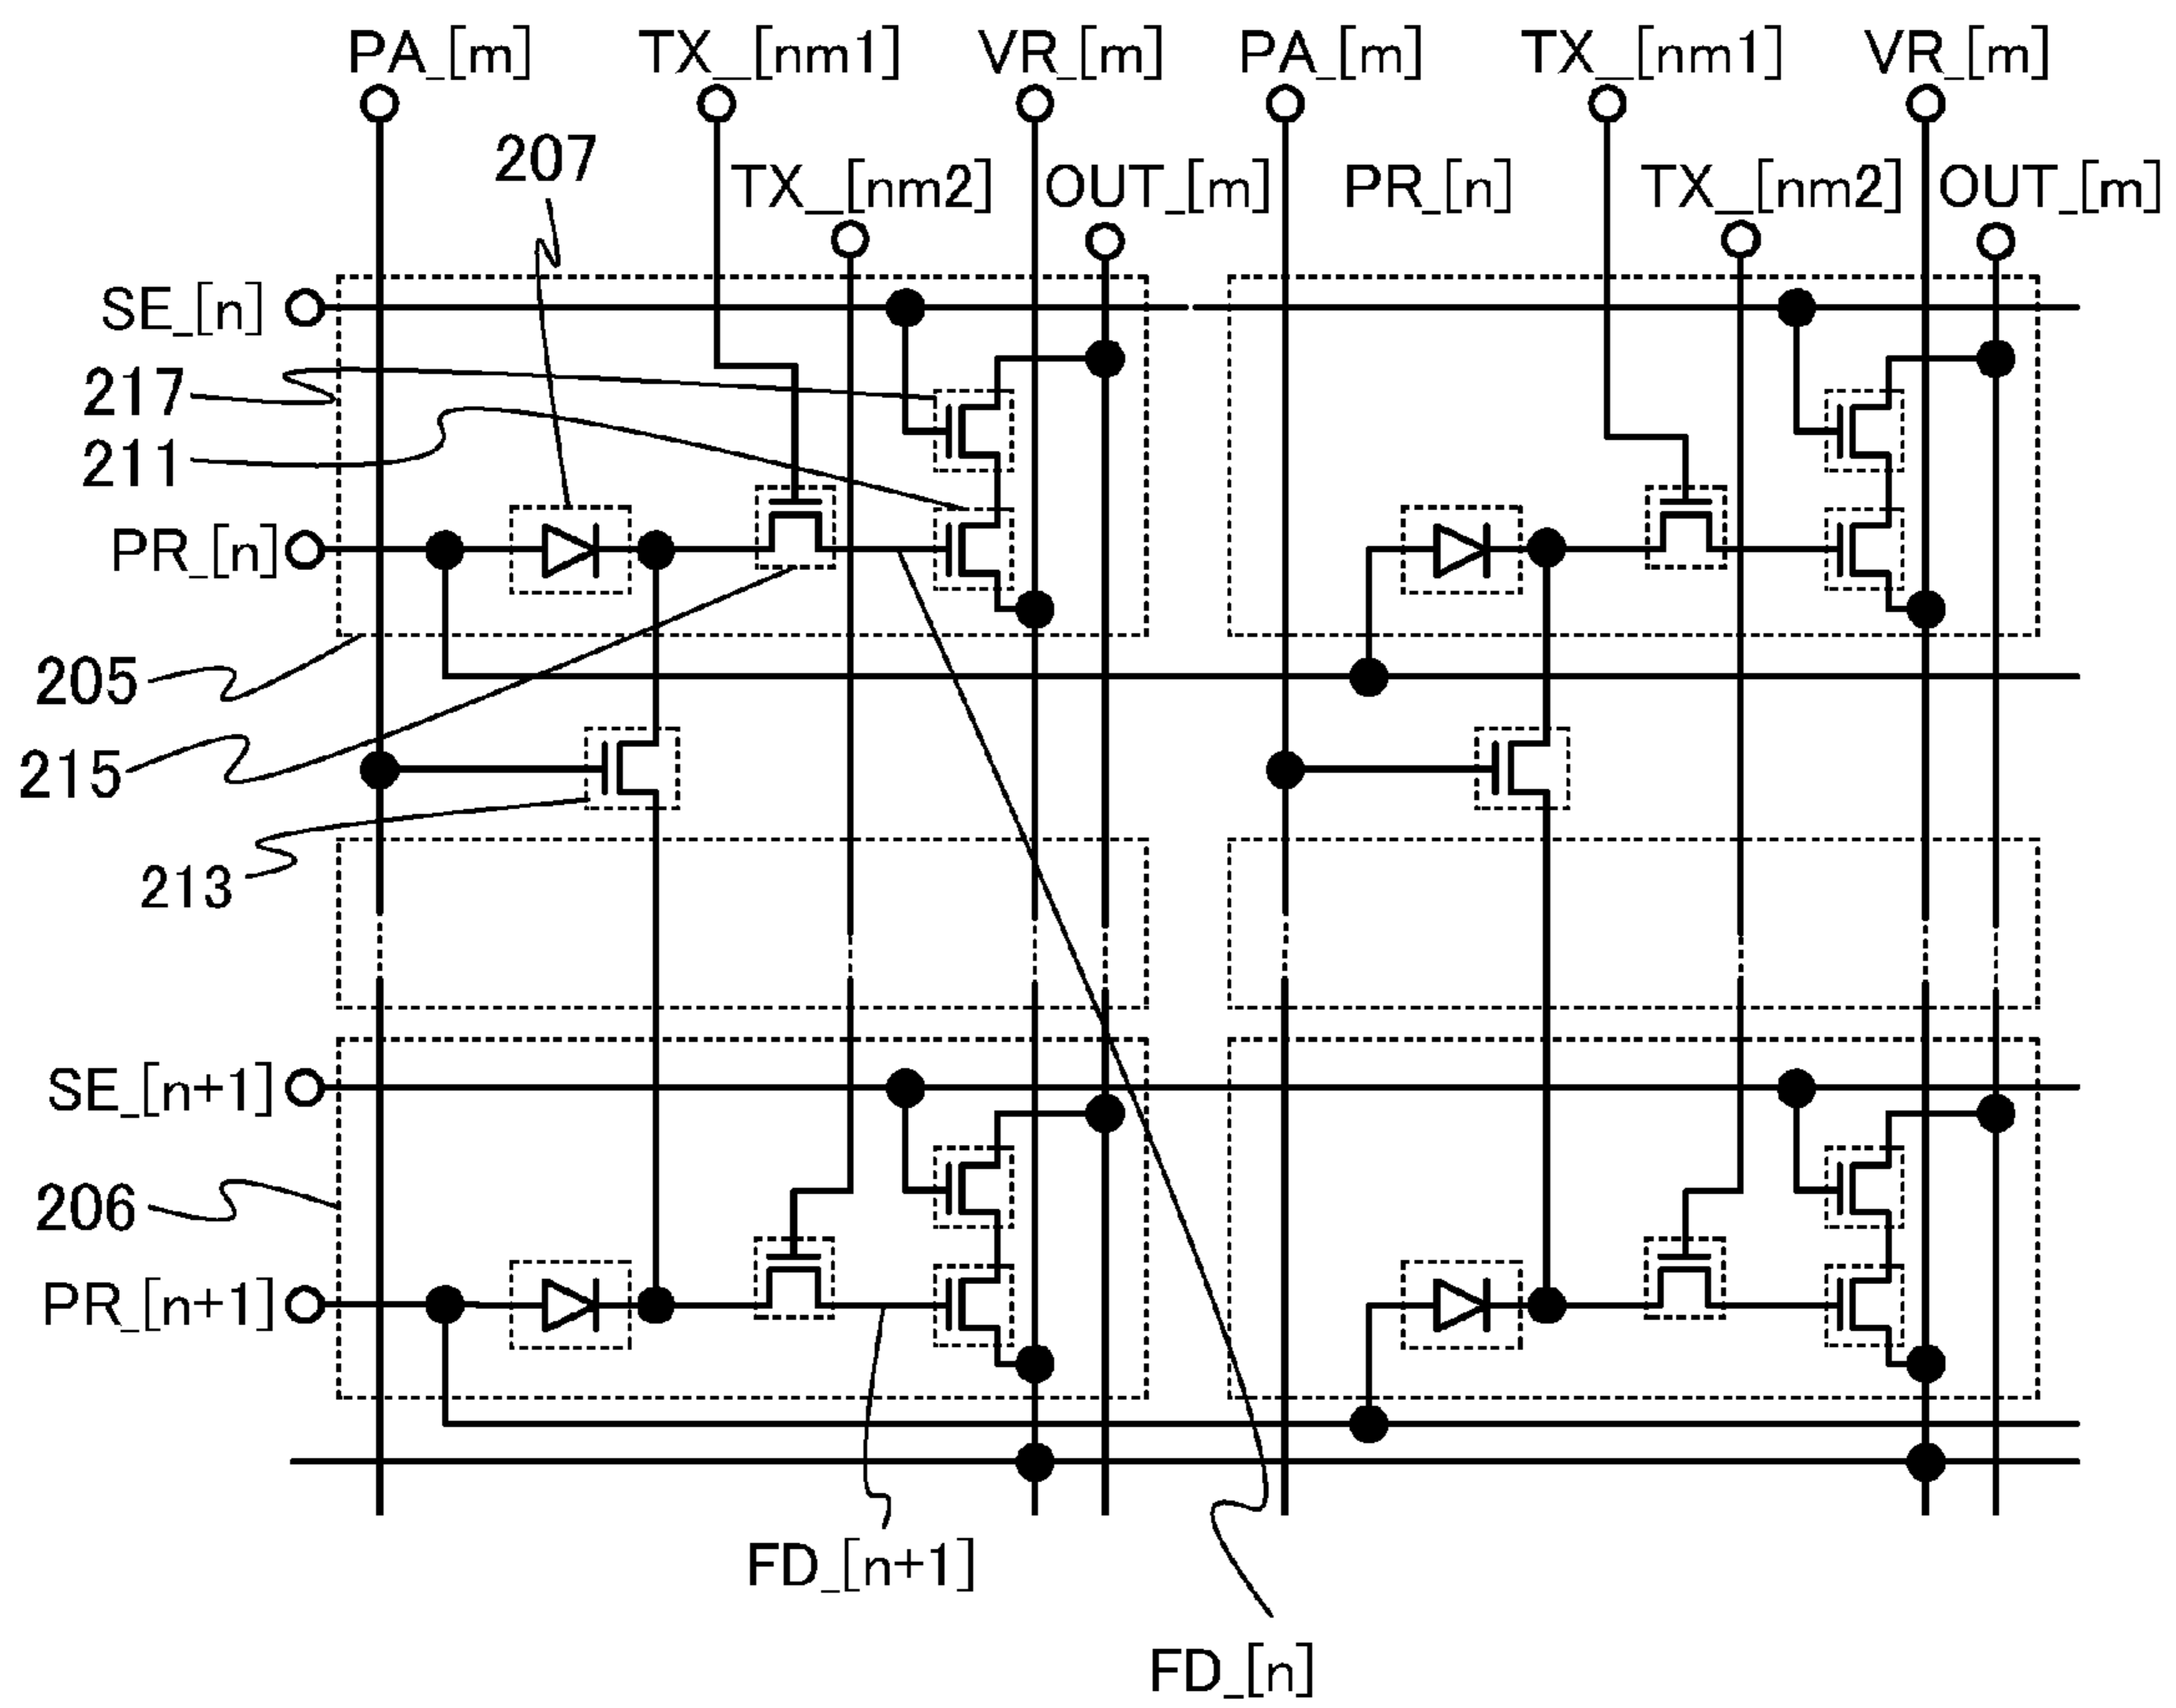 PA_[m] TX_[nm1] VR_[m] PA_[m] TX_[nm1] VR_[m]
207 TX_[nm2] OUT_[m] PR_[n] TX_[nm2] OUT_[m]
SE_[n]
217
211
PR_[n]
205
215
213
SE_[n+1]
206
PR_[n+1]
FD_[n+1]
FD_[n]